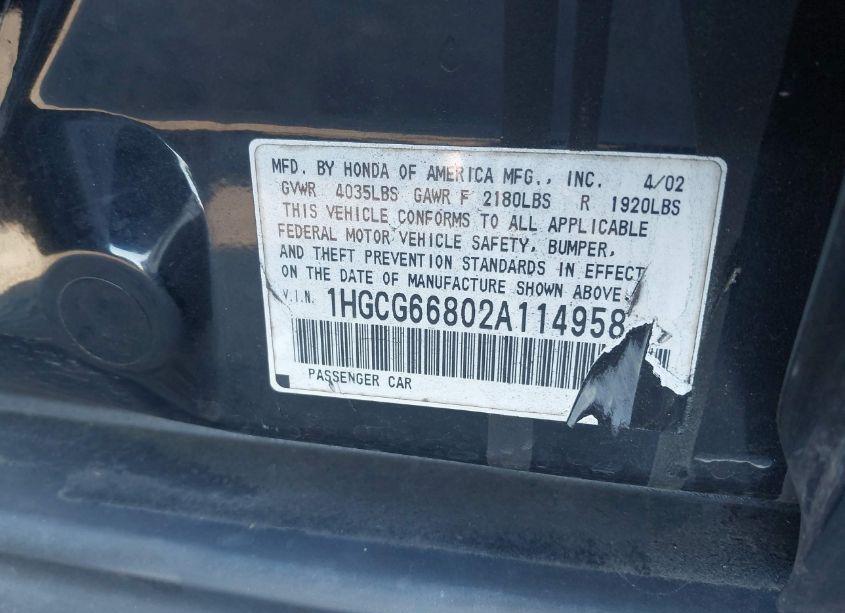 MFD. BY HONDA OF AMERICA MFG., INC. 4/02
GVWR 4035LBS GAWR F 2180LBS R 1920LBS
THIS VEHICLE CONFORMS TO ALL APPLICABLE
FEDERAL MOTOR VEHICLE SAFETY, BUMPER,
AND THEFT PREVENTION STANDARDS IN EFFECT
ON THE DATE OF MANUFACTURE SHOWN ABOVE.
V.I.N. 1HGCG66802A114958
PASSENGER CAR